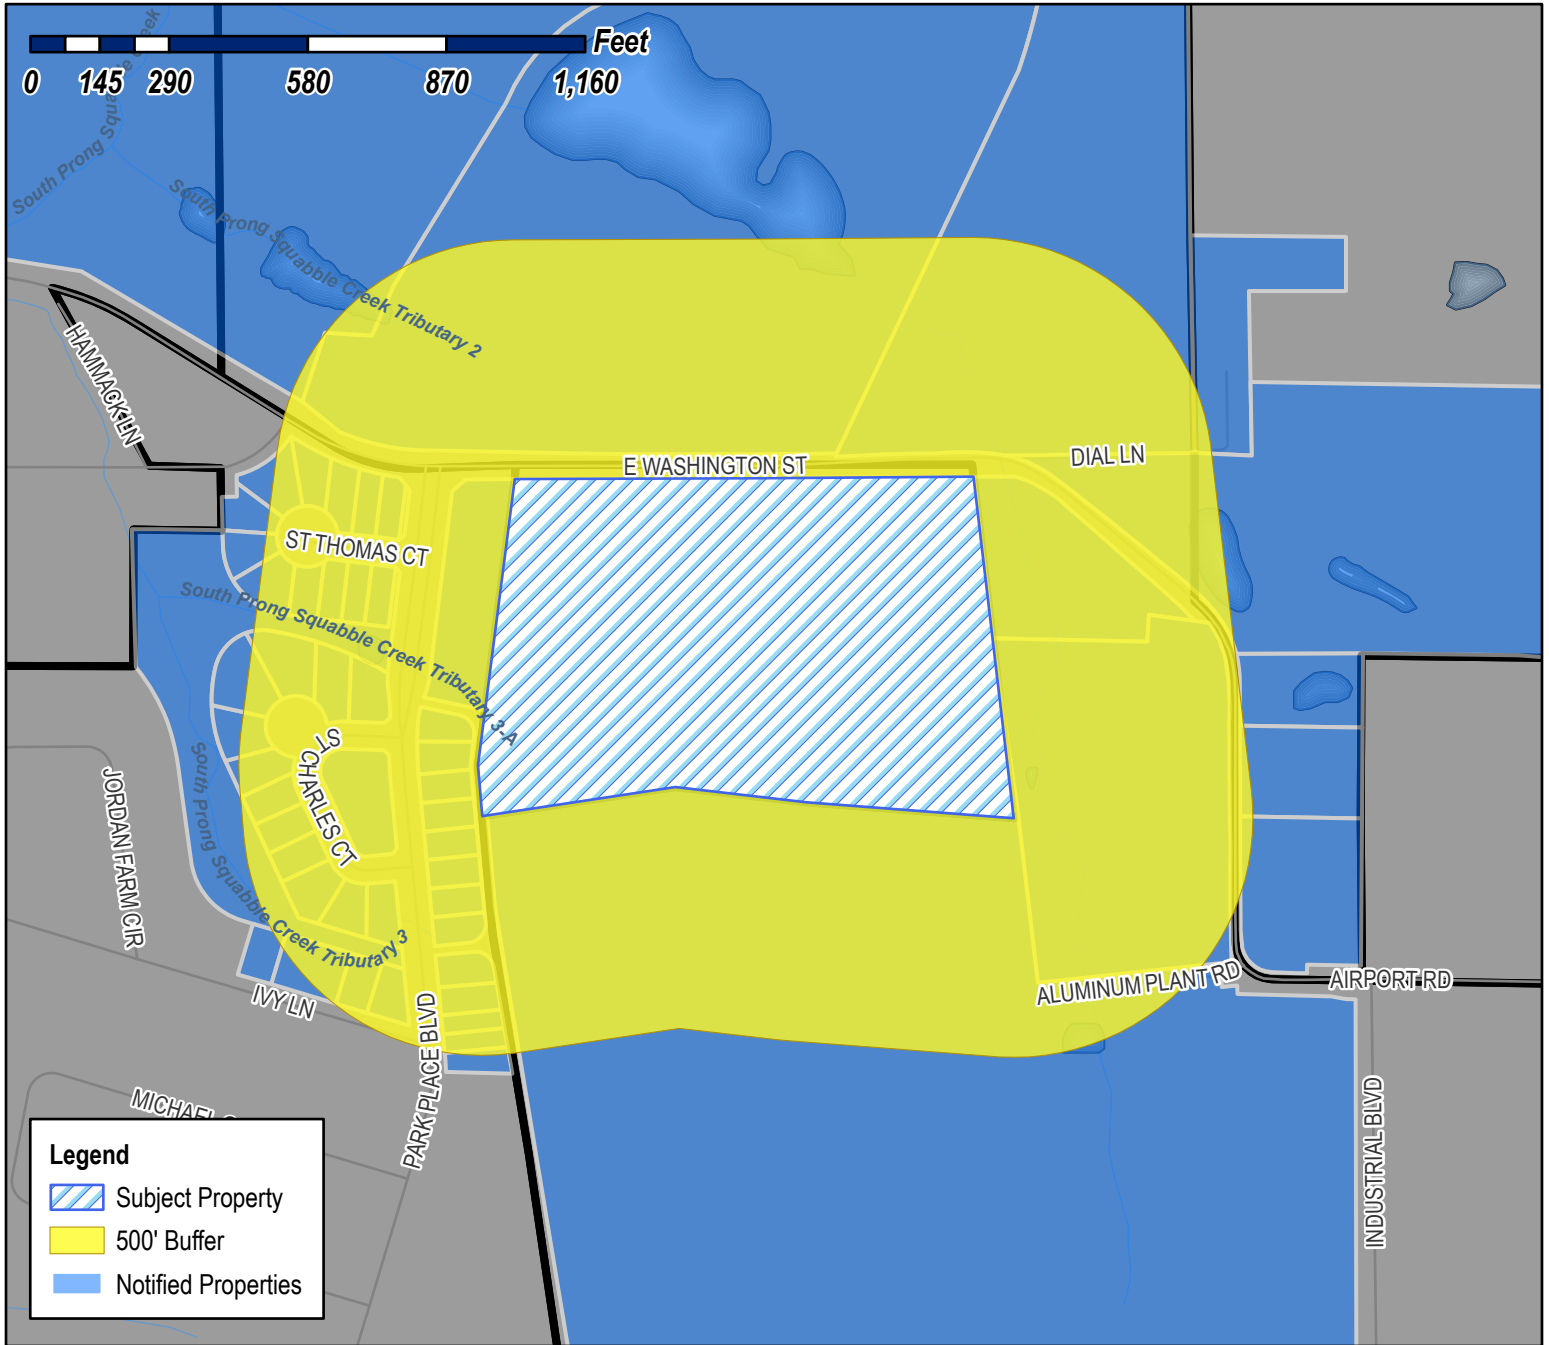 Feet
0 145 290 580 870 1,160
South Prong Squabble Creek
South Prong Squabble Creek Tributary 2
HAMMACK LN
E WASHINGTON ST
DIAL LN
ST THOMAS CT
South Prong Squabble Creek Tributary 3-A
ST CHARLES CT
JORDAN FARM CIR
South Prong Squabble Creek Tributary 3
IVY LN
PARK PLACE BLVD
ALUMINUM PLANT RD
AIRPORT RD
INDUSTRIAL BLVD
MICHAEL
Legend
Subject Property
500' Buffer
Notified Properties